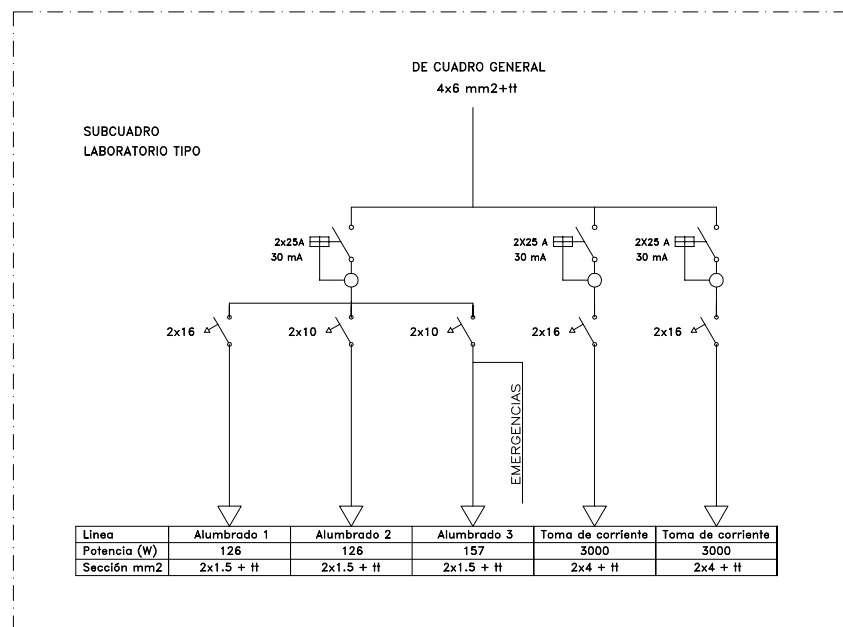 DE CUADRO GENERAL
4x6 mm2+tt
SUBCUADRO
LABORATORIO TIPO
2x25A
30 mA
2X25 A
30 mA
2X25 A
30 mA
2x16
2x10
2x10
2x16
2x16
EMERGENCIAS
Linea Alumbrado 1 Alumbrado 2 Alumbrado 3 Toma de corriente Toma de corriente
Potencia (W) 126 126 157 3000 3000
Sección mm2 2x1.5 + tt 2x1.5 + tt 2x1.5 + tt 2x4 + tt 2x4 + tt